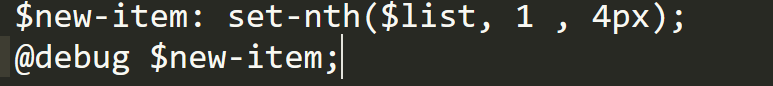 $new-item: set-nth($list, 1 , 4px);
@debug $new-item;